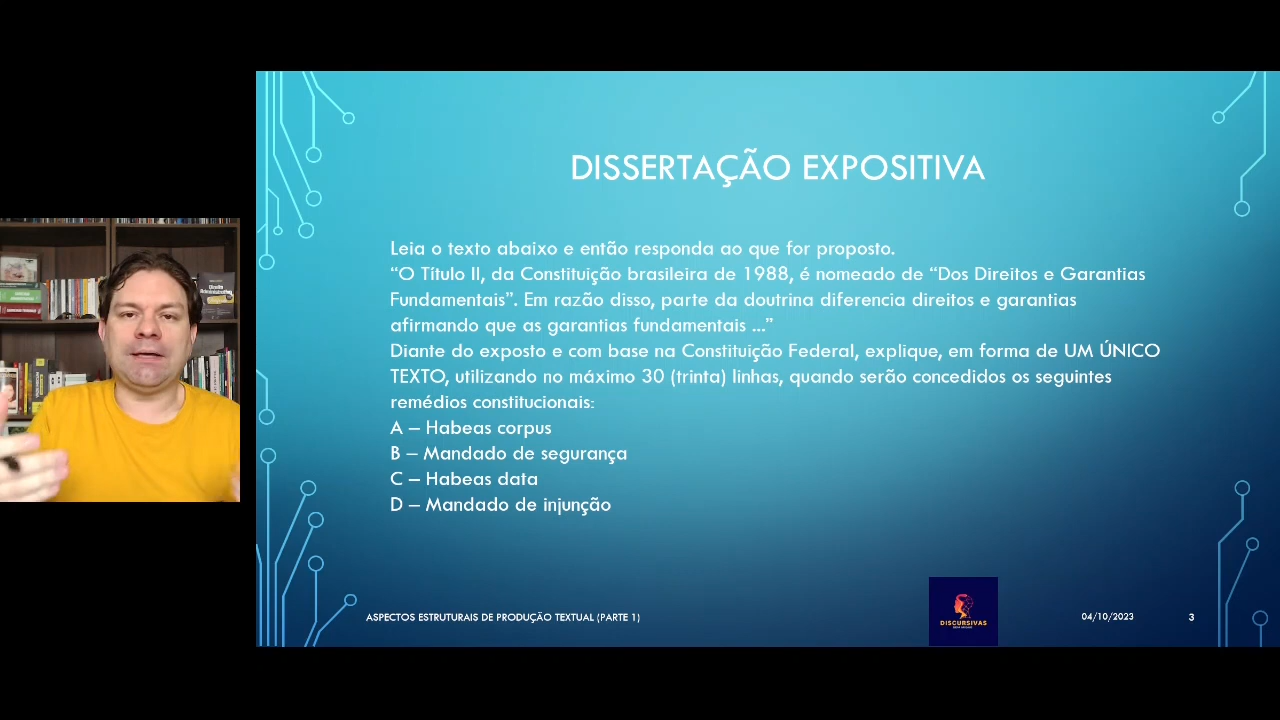 DISSERTAÇÃO EXPOSITIVA
Leia o texto abaixo e então responda ao que for proposto.
“O Título II, da Constituição brasileira de 1988, é nomeado de “Dos Direitos e Garantias
Fundamentais”. Em razão disso, parte da doutrina diferencia direitos e garantias
afirmando que as garantias fundamentais ...”
Diante do exposto e com base na Constituição Federal, explique, em forma de UM ÚNICO
TEXTO, utilizando no máximo 30 (trinta) linhas, quando serão concedidos os seguintes
remédios constitucionais:
A – Habeas corpus
B – Mandado de segurança
C – Habeas data
D – Mandado de injunção
ASPECTOS ESTRUTURAIS DE PRODUÇÃO TEXTUAL (PARTE 1)
DISCURSIVAS
04/10/2023
3